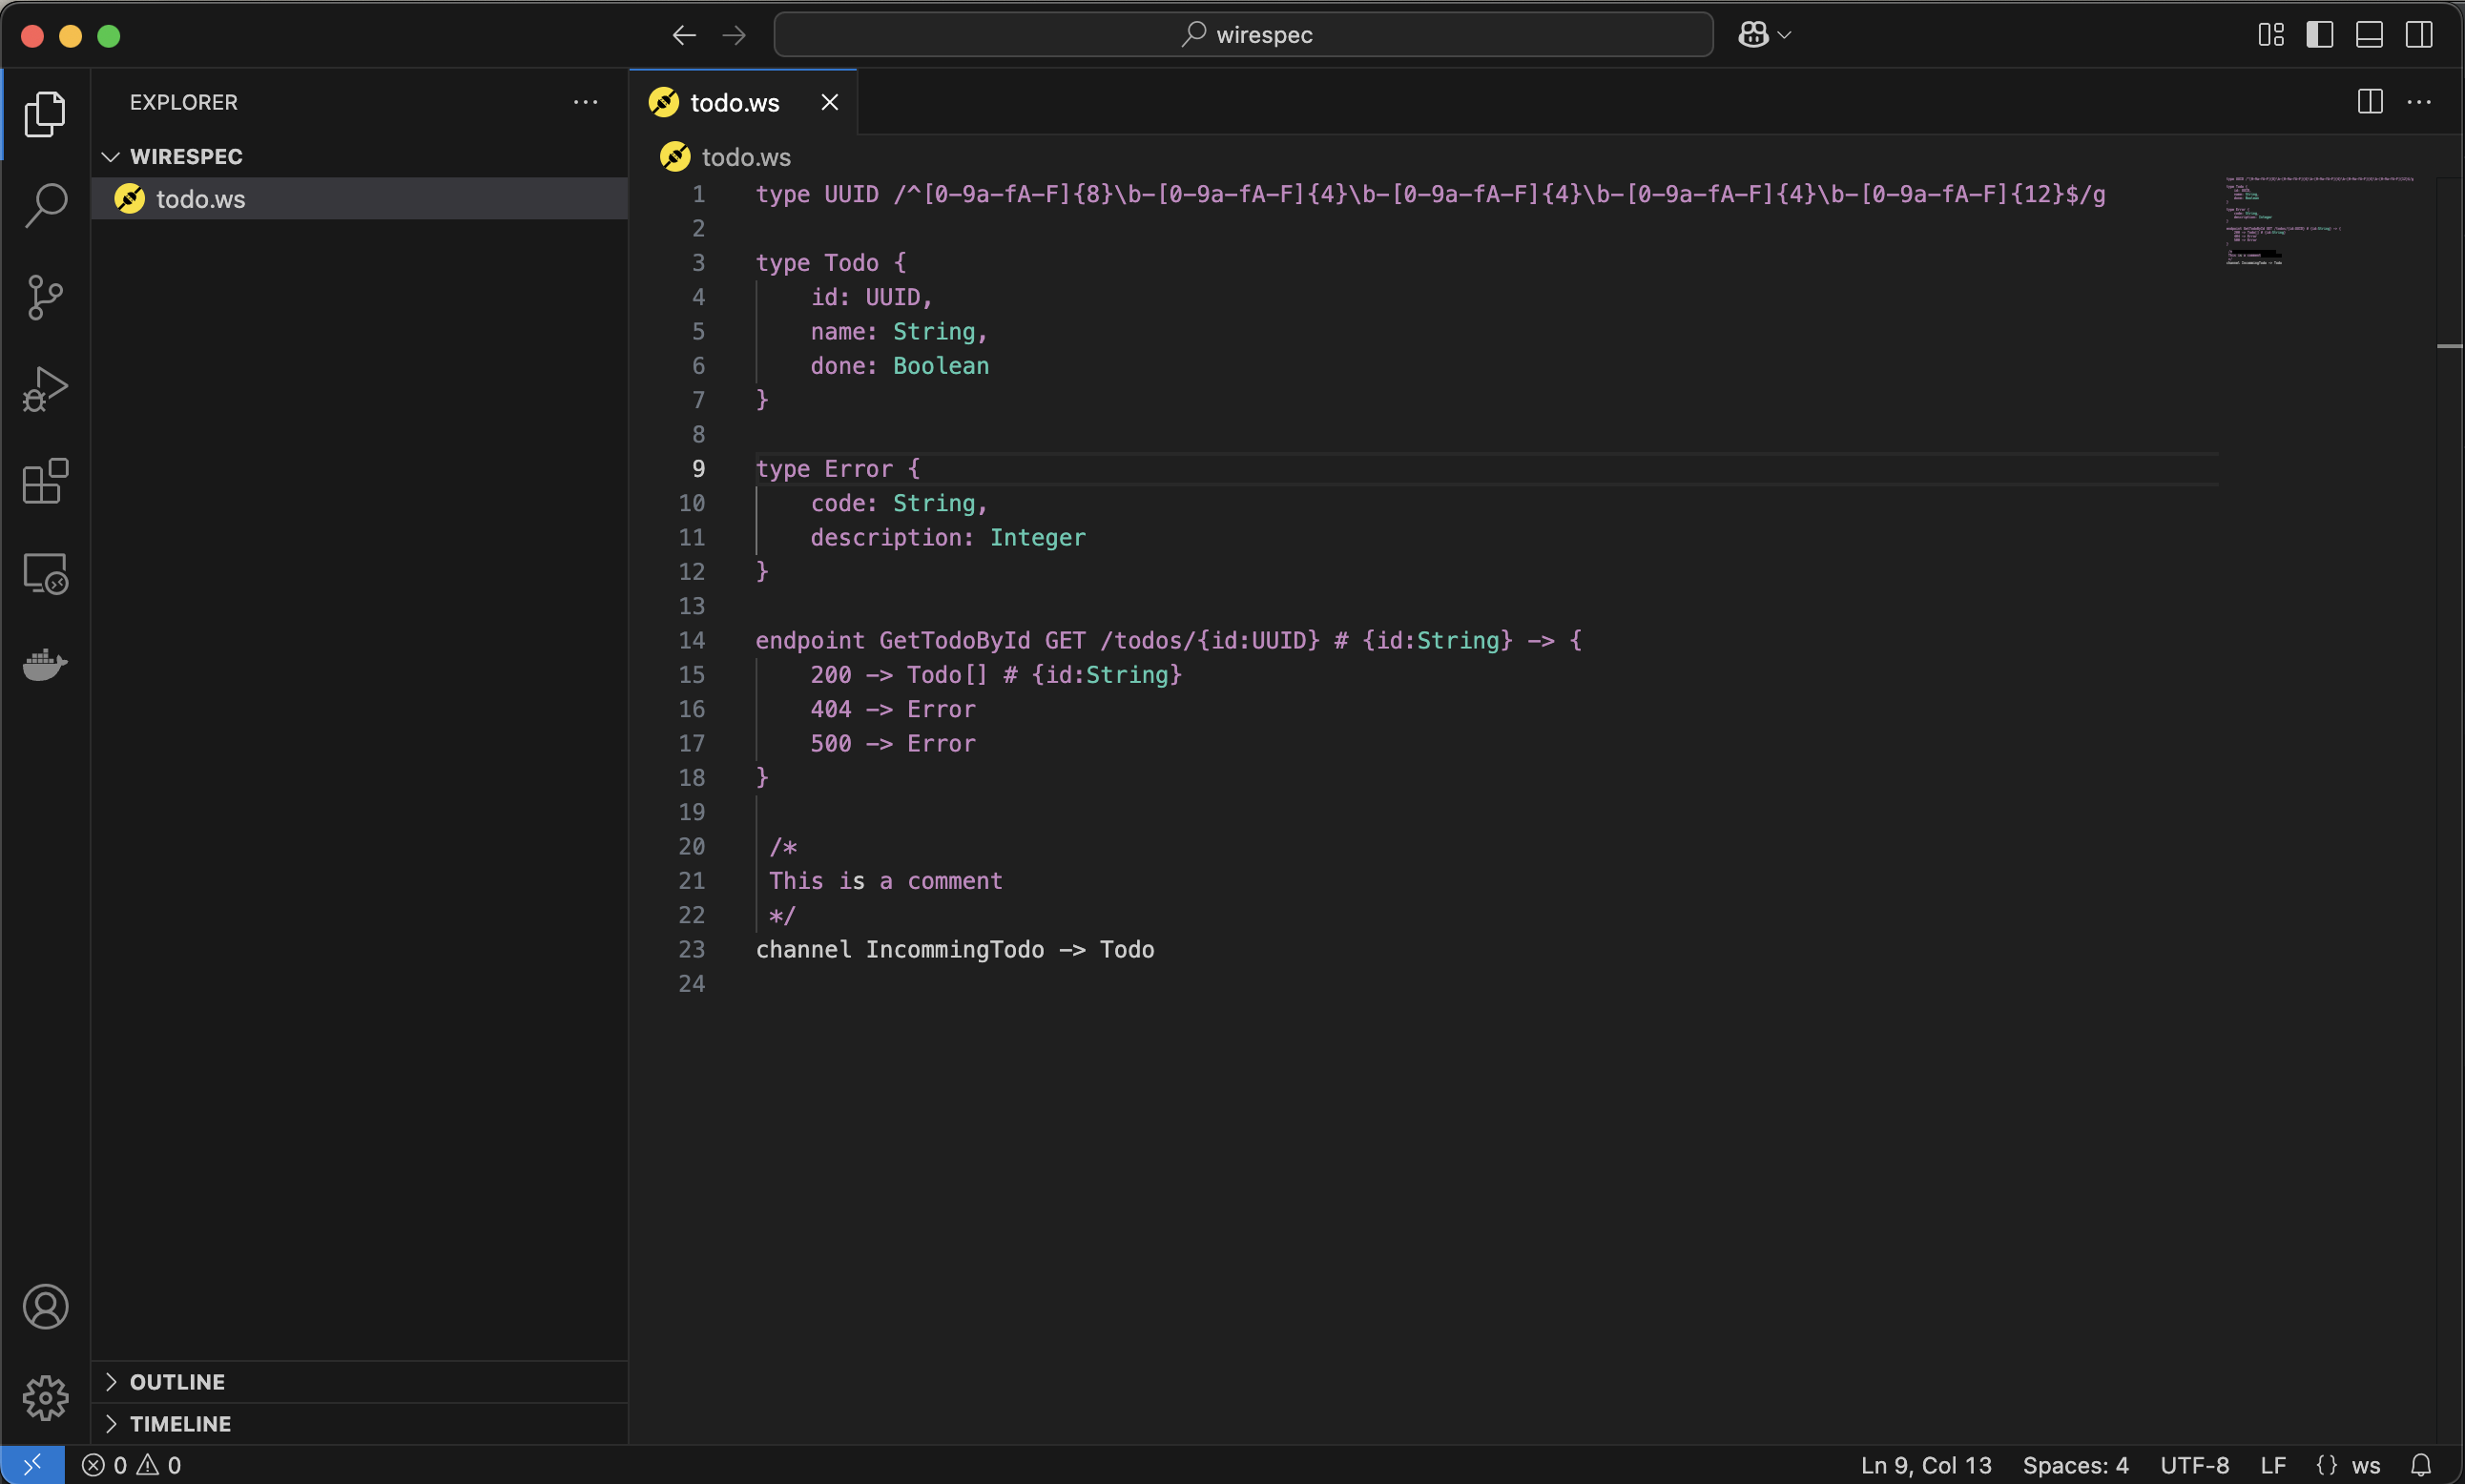 wirespec
EXPLORER
WIRESPEC
todo.ws
OUTLINE
TIMELINE
todo.ws
todo.ws
1 type UUID /^[0-9a-fA-F]{8}\b-[0-9a-fA-F]{4}\b-[0-9a-fA-F]{4}\b-[0-9a-fA-F]{4}\b-[0-9a-fA-F]{12}$/g
2
3 type Todo {
4 id: UUID,
5 name: String,
6 done: Boolean
7 }
8
9 type Error {
10 code: String,
11 description: Integer
12 }
13
14 endpoint GetTodoById GET /todos/{id:UUID} # {id:String} -> {
15 200 -> Todo[] # {id:String}
16 404 -> Error
17 500 -> Error
18 }
19
20 /*
21 This is a comment
22 */
23 channel IncommingTodo -> Todo
24
0 0 Ln 9, Col 13 Spaces: 4 UTF-8 LF {} ws